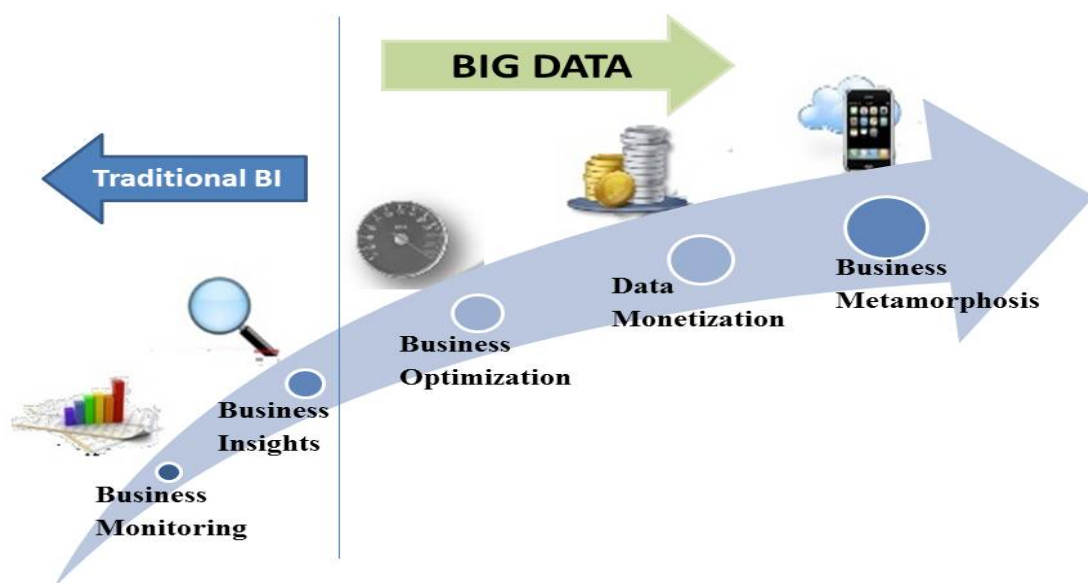 BIG DATA
Traditional BI
Business
Monitoring
Business
Insights
Business
Optimization
Data
Monetization
Business
Metamorphosis